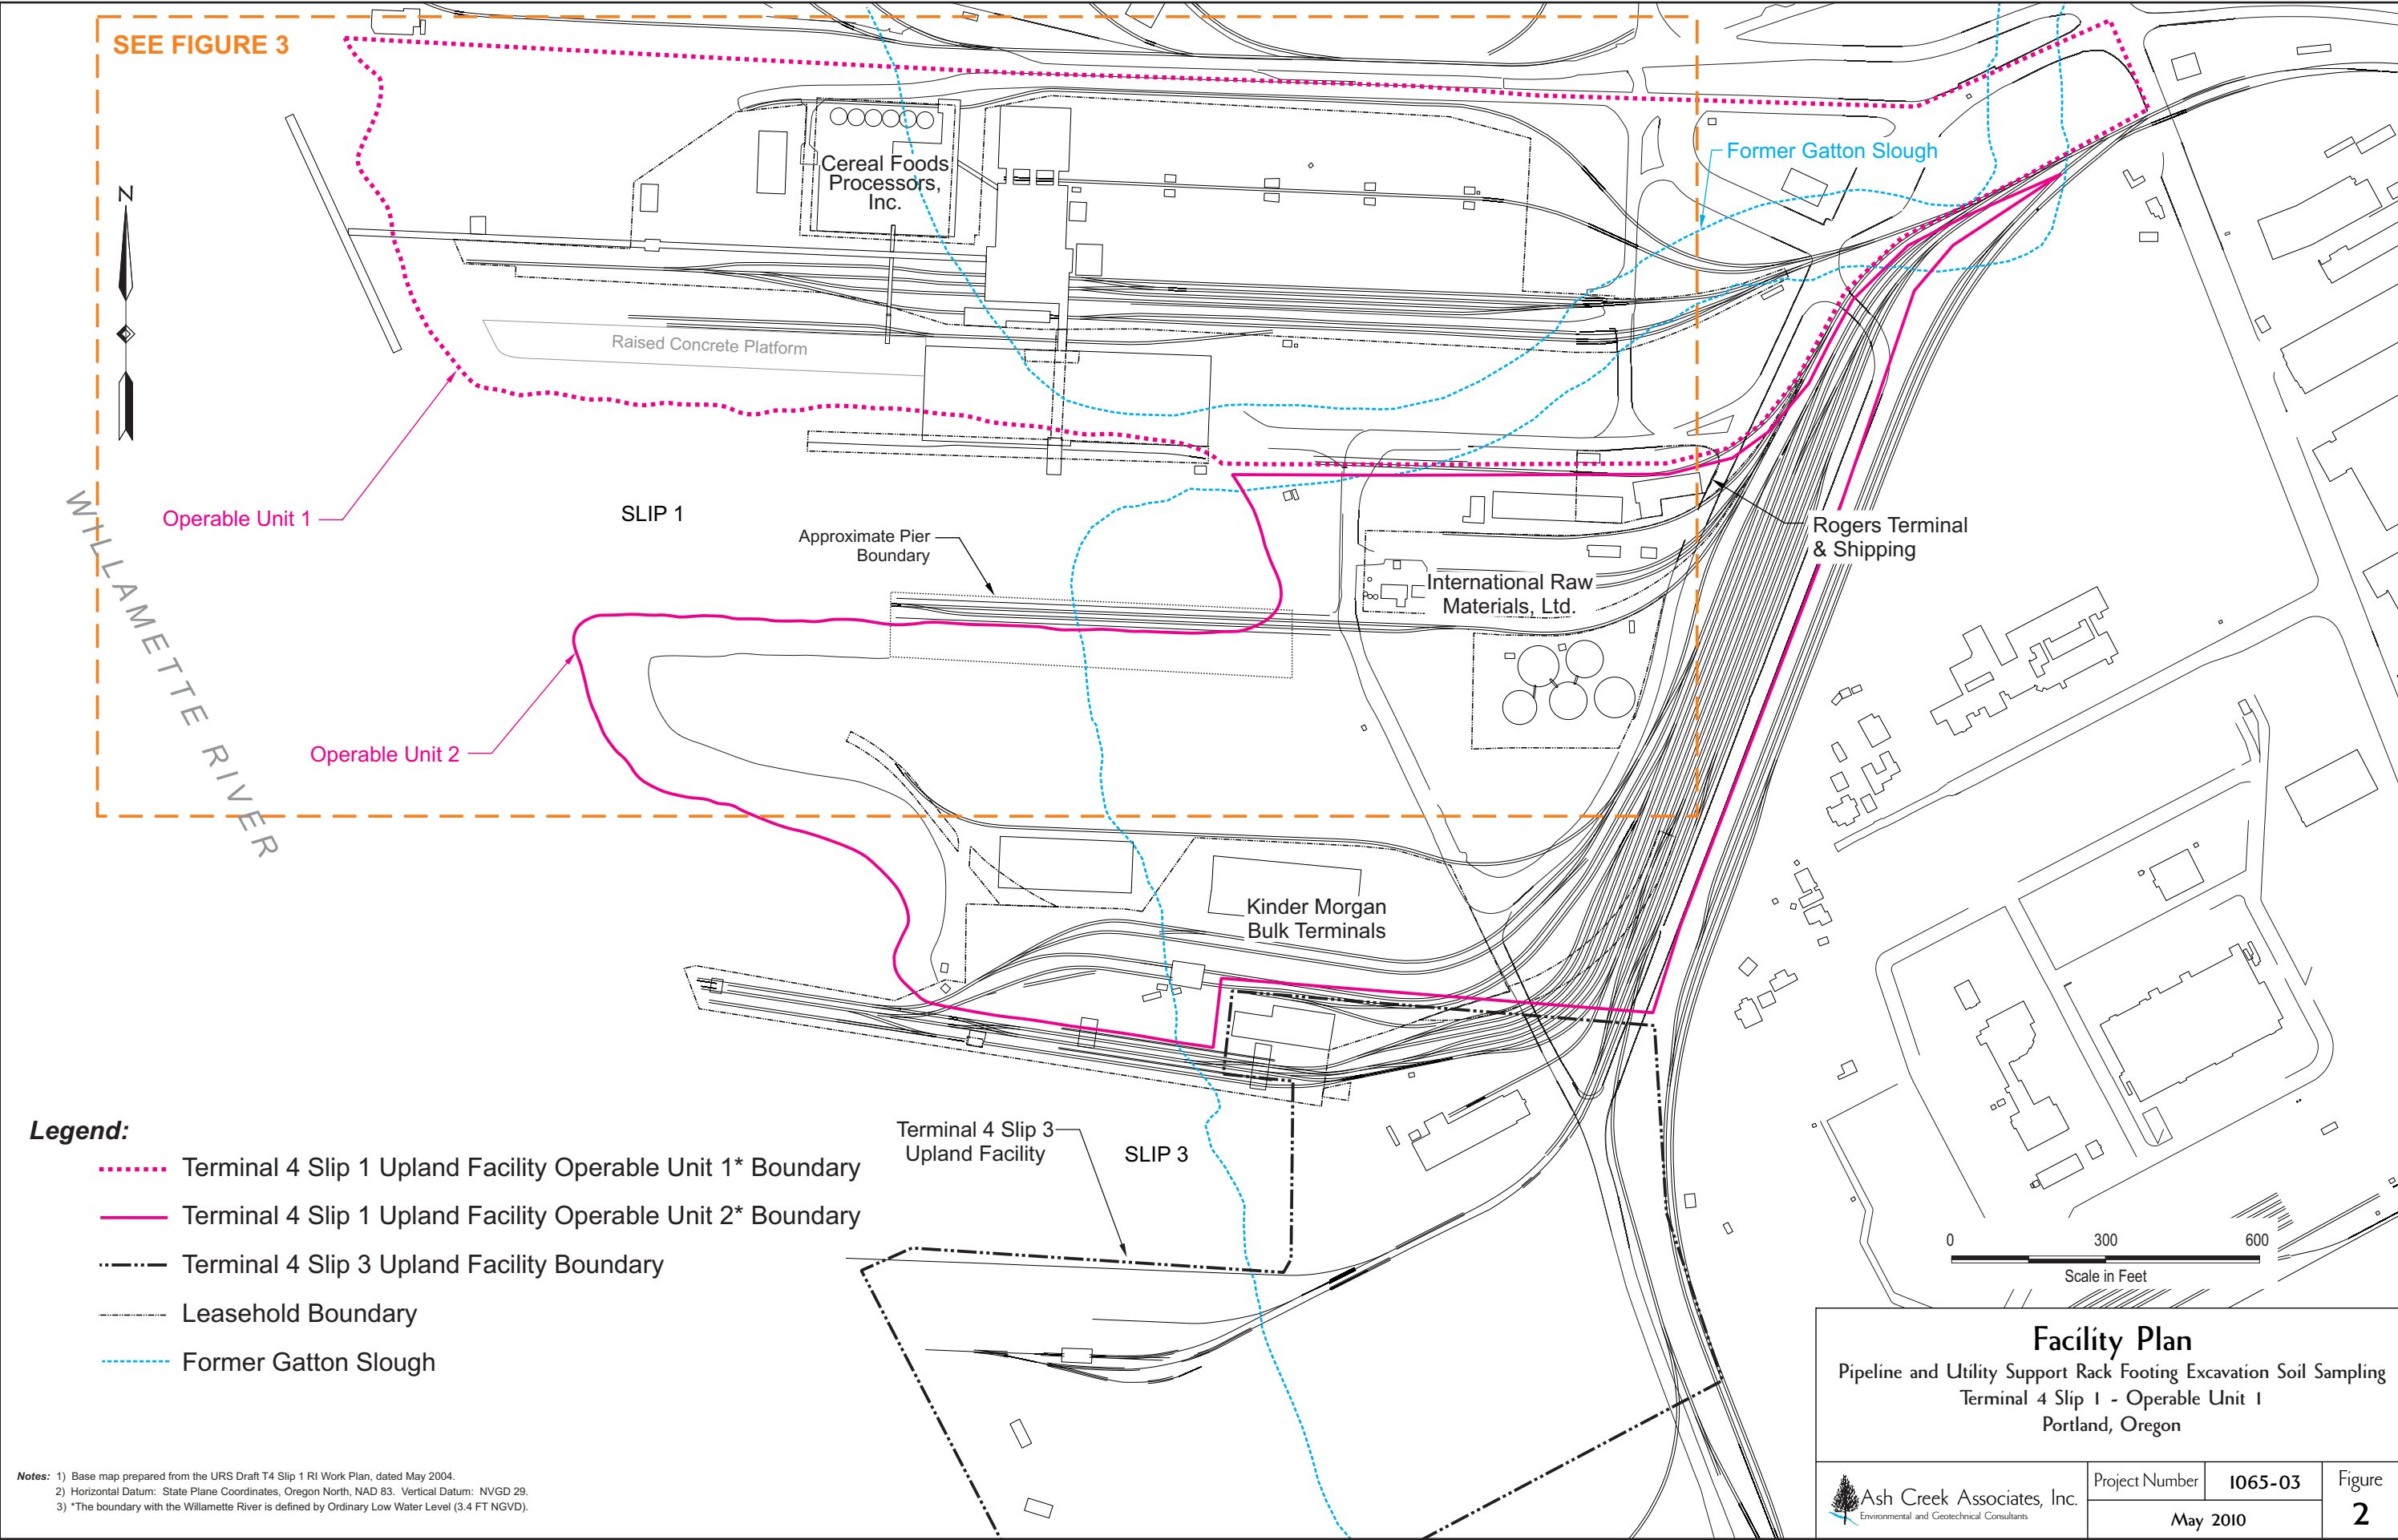 SEE FIGURE 3
N
Cereal Foods
Processors,
Inc.
Former Gatton Slough
Raised Concrete Platform
Operable Unit 1
SLIP 1
WILLAMETTE RIVER
Approximate Pier
Boundary
Rogers Terminal
& Shipping
International Raw
Materials, Ltd.
Operable Unit 2
Kinder Morgan
Bulk Terminals
Terminal 4 Slip 3
Upland Facility
SLIP 3
Legend:
Terminal 4 Slip 1 Upland Facility Operable Unit 1* Boundary
Terminal 4 Slip 1 Upland Facility Operable Unit 2* Boundary
Terminal 4 Slip 3 Upland Facility Boundary
Leasehold Boundary
Former Gatton Slough
0 300 600
Scale in Feet
Facility Plan
Pipeline and Utility Support Rack Footing Excavation Soil Sampling
Terminal 4 Slip 1 - Operable Unit 1
Portland, Oregon
Ash Creek Associates, Inc.
Environmental and Geotechnical Consultants
Project Number 1065-03
May 2010
Figure
2
Notes: 1) Base map prepared from the URS Draft T4 Slip 1 RI Work Plan, dated May 2004.
2) Horizontal Datum: State Plane Coordinates, Oregon North, NAD 83. Vertical Datum: NVGD 29.
3) *The boundary with the Willamette River is defined by Ordinary Low Water Level (3.4 FT NGVD).